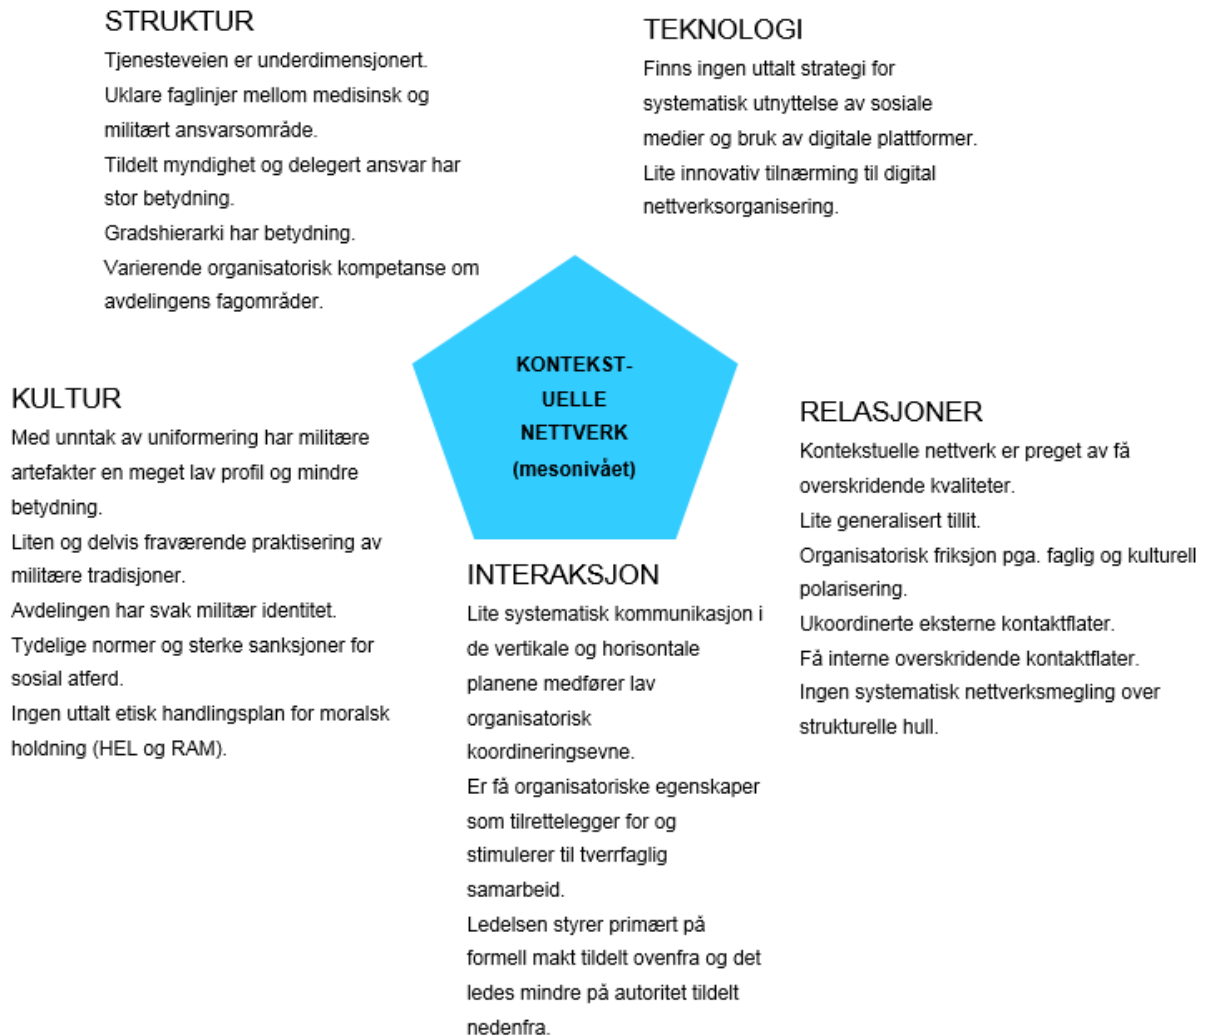 STRUKTUR
Tjenesteveien er underdimensjonert.
Uklare faglinjer mellom medisinsk og
militært ansvarsområde.
Tildelt myndighet og delegert ansvar har
stor betydning.
Gradshierarki har betydning.
Varierende organisatorisk kompetanse om
avdelingens fagområder.
TEKNOLOGI
Finns ingen uttalt strategi for
systematisk utnyttelse av sosiale
medier og bruk av digitale plattformer.
Lite innovativ tilnærming til digital
nettverksorganisering.
KONTEKST-
UELLE
NETTVERK
(mesonivået)
KULTUR
Med unntak av uniformering har militære
artefakter en meget lav profil og mindre
betydning.
Liten og delvis fraværende praktisering av
militære tradisjoner.
Avdelingen har svak militær identitet.
Tydelige normer og sterke sanksjoner for
sosial atferd.
Ingen uttalt etisk handlingsplan for moralsk
holdning (HEL og RAM).
RELASJONER
Kontekstuelle nettverk er preget av få
overskridende kvaliteter.
Lite generalisert tillit.
Organisatorisk friksjon pga. faglig og kulturell
polarisering.
Ukoordinerte eksterne kontaktflater.
Få interne overskridende kontaktflater.
Ingen systematisk nettverksmegling over
strukturelle hull.
INTERAKSJON
Lite systematisk kommunikasjon i
de vertikale og horisontale
planene medfører lav
organisatorisk
koordineringsevne.
Er få organisatoriske egenskaper
som tilrettelegger for og
stimulerer til tverrfaglig
samarbeid.
Ledelsen styrer primært på
formell makt tildelt ovenfra og det
ledes mindre på autoritet tildelt
nedenfra.